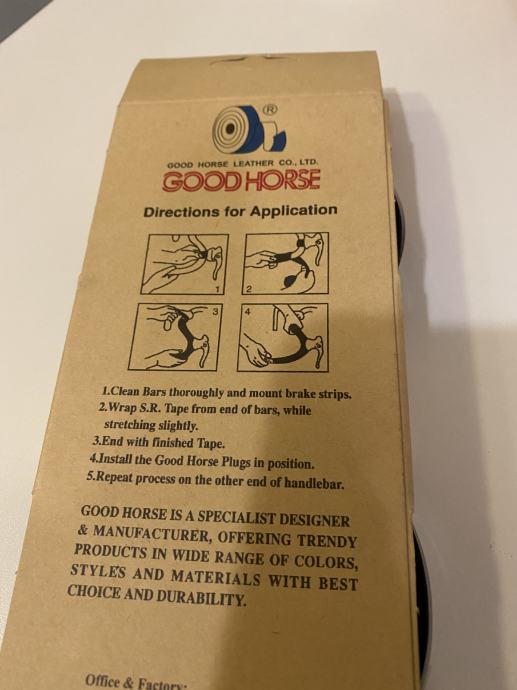 ®
GOOD HORSE LEATHER CO., LTD.
GOOD HORSE
Directions for Application
1
2
3
4
1.Clean Bars thoroughly and mount brake strips.
2.Wrap S.R. Tape from end of bars, while
stretching slightly.
3.End with finished Tape.
4.Install the Good Horse Plugs in position.
5.Repeat process on the other end of handlebar.
GOOD HORSE IS A SPECIALIST DESIGNER
& MANUFACTURER, OFFERING TRENDY
PRODUCTS IN WIDE RANGE OF COLORS,
STYLES AND MATERIALS WITH BEST
CHOICE AND DURABILITY.
Office & Factory: